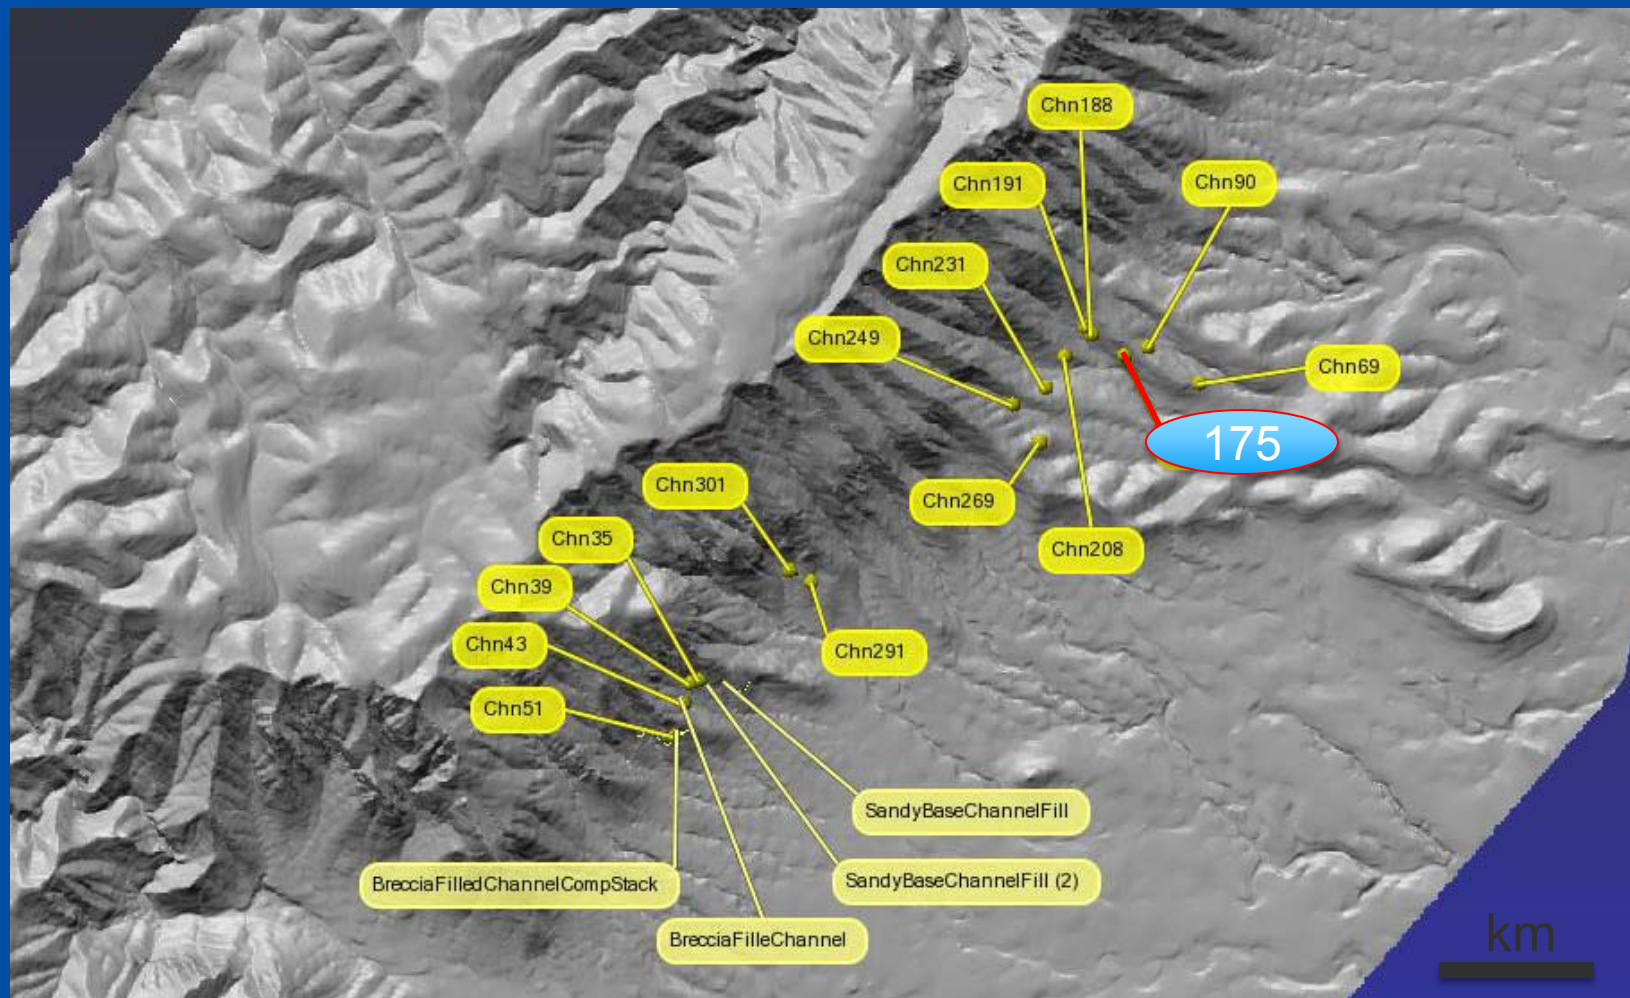 Chn188
Chn191
Chn90
Chn231
Chn249
Chn69
175
Chn301
Chn269
Chn35
Chn208
Chn39
Chn43
Chn291
Chn51
SandyBaseChannelFill
BrecciaFilledChannelCompStack
SandyBaseChannelFill (2)
BrecciaFilleChannel
km